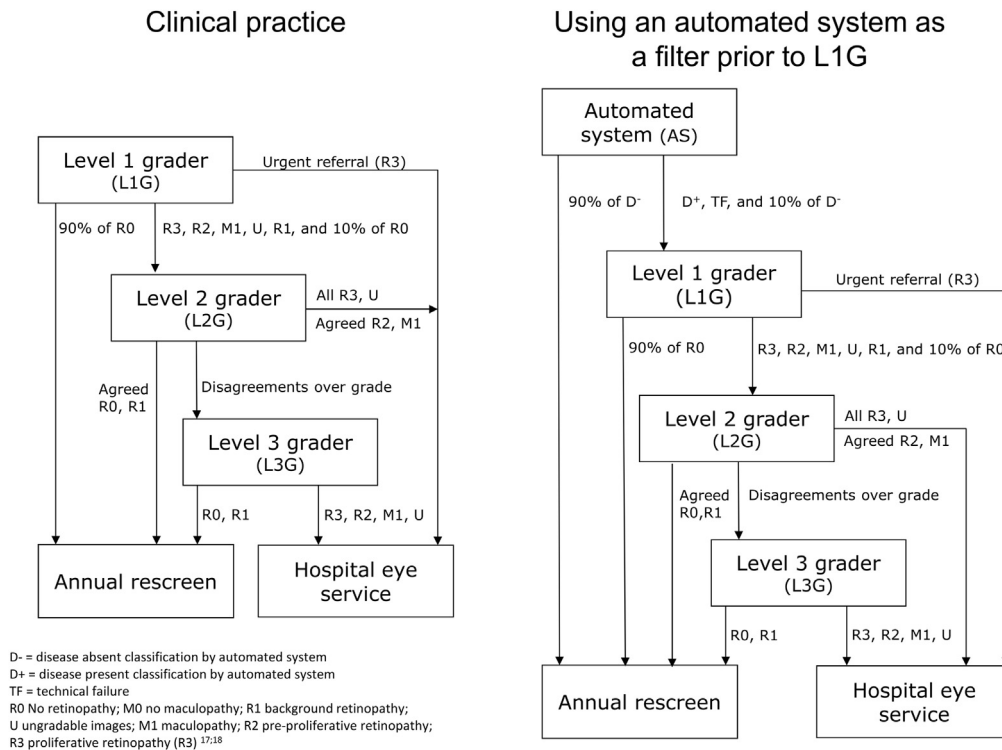 Clinical practice
Level 1 grader
(L1G)
Urgent referral (R3)
90% of R0
R3, R2, M1, U, R1, and 10% of R0
Level 2 grader
(L2G)
All R3, U
Agreed R2, M1
Agreed
R0, R1
Disagreements over grade
Level 3 grader
(L3G)
R0, R1
R3, R2, M1, U
Annual rescreen
Hospital eye
service
D- = disease absent classification by automated system
D+ = disease present classification by automated system
TF = technical failure
R0 No retinopathy; M0 no maculopathy; R1 background retinopathy;
U ungradable images; M1 maculopathy; R2 pre-proliferative retinopathy;
R3 proliferative retinopathy (R3) 17;18
Using an automated system as
a filter prior to L1G
Automated
system (AS)
90% of D-
D+, TF, and 10% of D-
Level 1 grader
(L1G)
Urgent referral (R3)
90% of R0
R3, R2, M1, U, R1, and 10% of R0
Level 2 grader
(L2G)
All R3, U
Agreed R2, M1
Agreed
R0,R1
Disagreements over grade
Level 3 grader
(L3G)
R0, R1
R3, R2, M1, U
Annual rescreen
Hospital eye
service